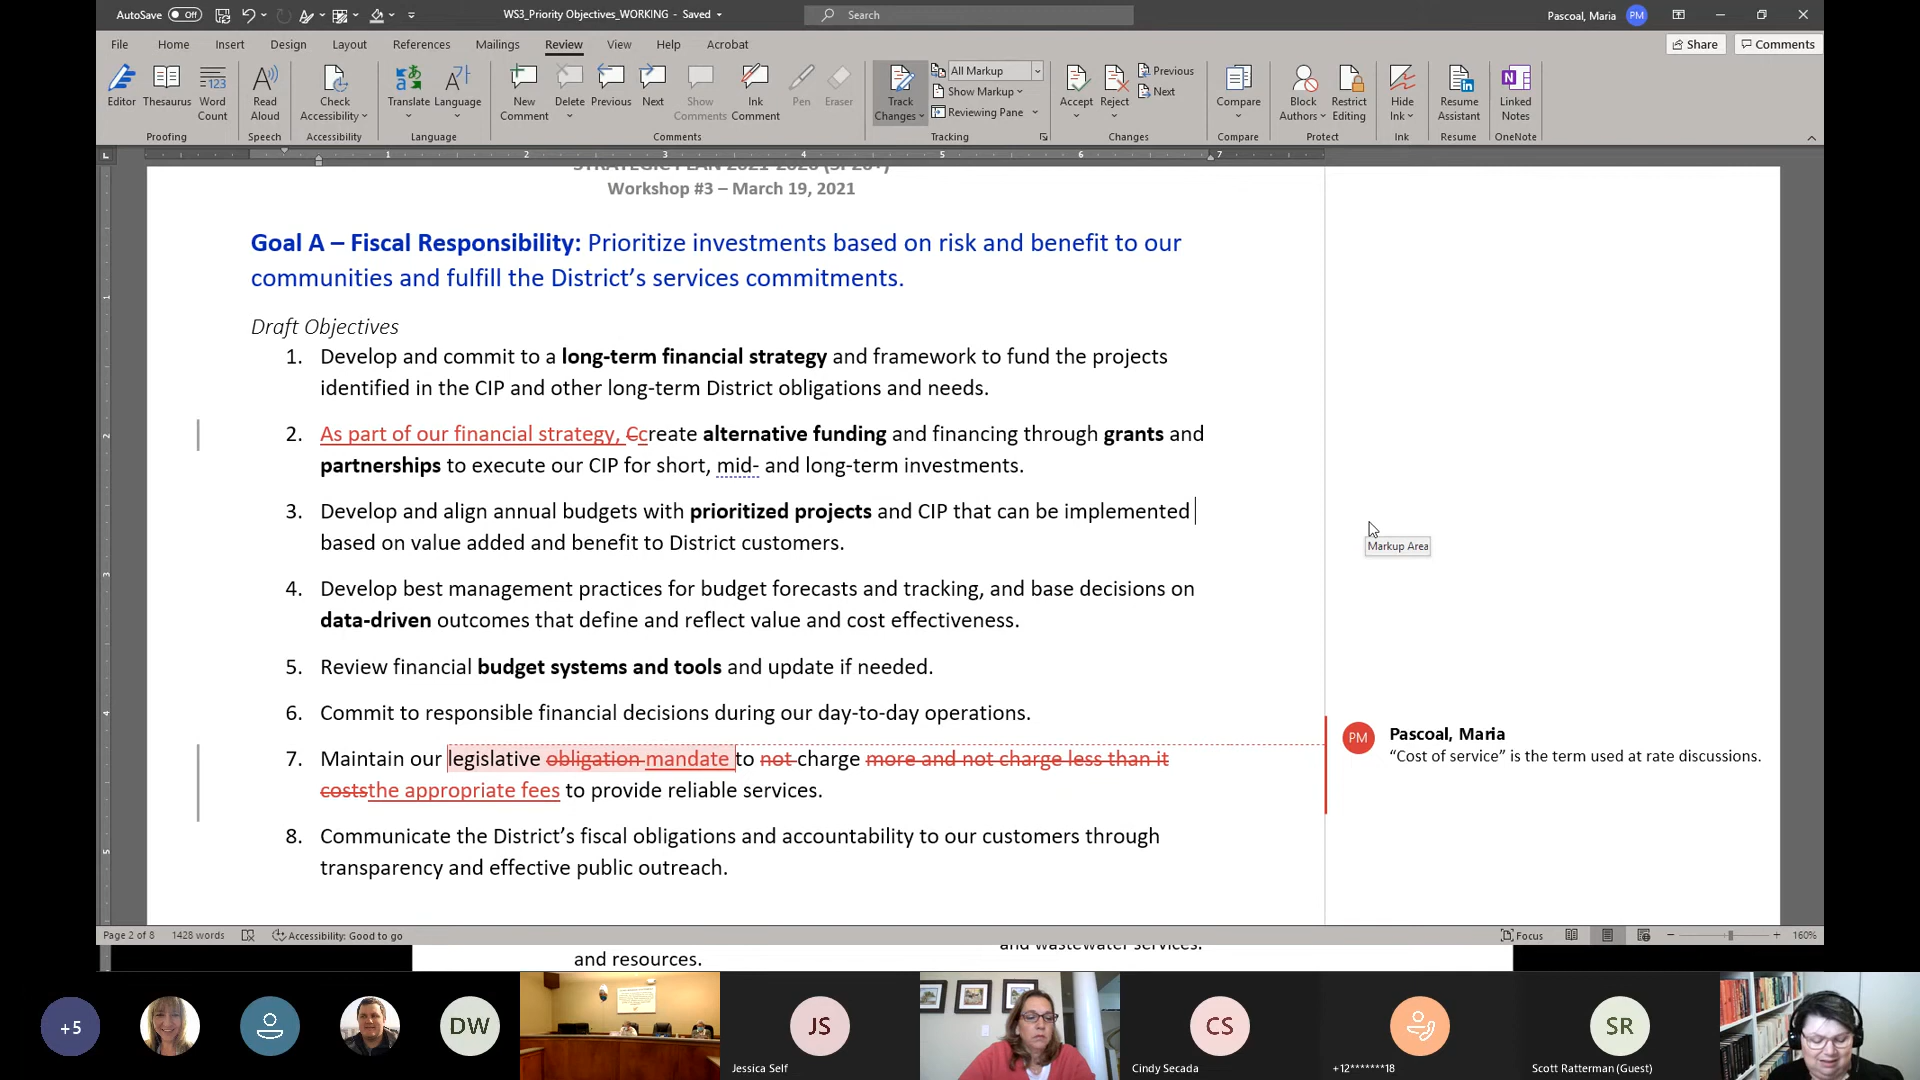 AutoSave Off WS3_Priority Objectives_WORKING - Saved Search Pascoal, Maria PM
File Home Insert Design Layout References Mailings Review View Help Acrobat Share Comments
Editor
Thesaurus
Word Count
Proofing
Read Aloud
Speech
Check Accessibility
Accessibility
Translate
Language
Language
New Comment
Delete
Previous
Next
Show Comments
Ink Comment
Pen
Eraser
Comments
Track Changes
All Markup
Show Markup
Reviewing Pane
Tracking
Accept
Reject
Previous
Next
Changes
Compare
Compare
Block Authors
Restrict Editing
Protect
Hide Ink
Ink
Resume Assistant
Resume
Linked Notes
OneNote
1 2 3 4 5 6 7
Workshop #3 – March 19, 2021
Goal A – Fiscal Responsibility: Prioritize investments based on risk and benefit to our
communities and fulfill the District’s services commitments.
Draft Objectives
1. Develop and commit to a long-term financial strategy and framework to fund the projects
identified in the CIP and other long-term District obligations and needs.
2. As part of our financial strategy, Ccreate alternative funding and financing through grants and
partnerships to execute our CIP for short, mid- and long-term investments.
3. Develop and align annual budgets with prioritized projects and CIP that can be implemented
based on value added and benefit to District customers.
Markup Area
4. Develop best management practices for budget forecasts and tracking, and base decisions on
data-driven outcomes that define and reflect value and cost effectiveness.
5. Review financial budget systems and tools and update if needed.
6. Commit to responsible financial decisions during our day-to-day operations.
7. Maintain our legislative obligation mandate to not charge more and not charge less than it
coststhe appropriate fees to provide reliable services.
PM Pascoal, Maria
“Cost of service” is the term used at rate discussions.
8. Communicate the District’s fiscal obligations and accountability to our customers through
transparency and effective public outreach.
Page 2 of 8 1428 words Accessibility: Good to go Focus 160%
and wastewater services.
and resources.
+5 DW JS CS SR
Jessica Self Cindy Secada +12*******18 Scott Ratterman (Guest)